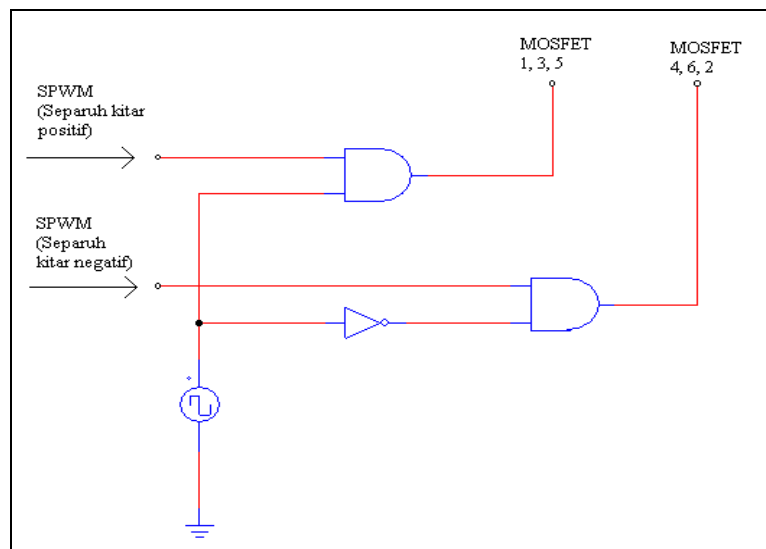 MOSFET
1, 3, 5
MOSFET
4, 6, 2
SPWM
(Separuh kitar
positif)
SPWM
(Separuh
kitar negatif)